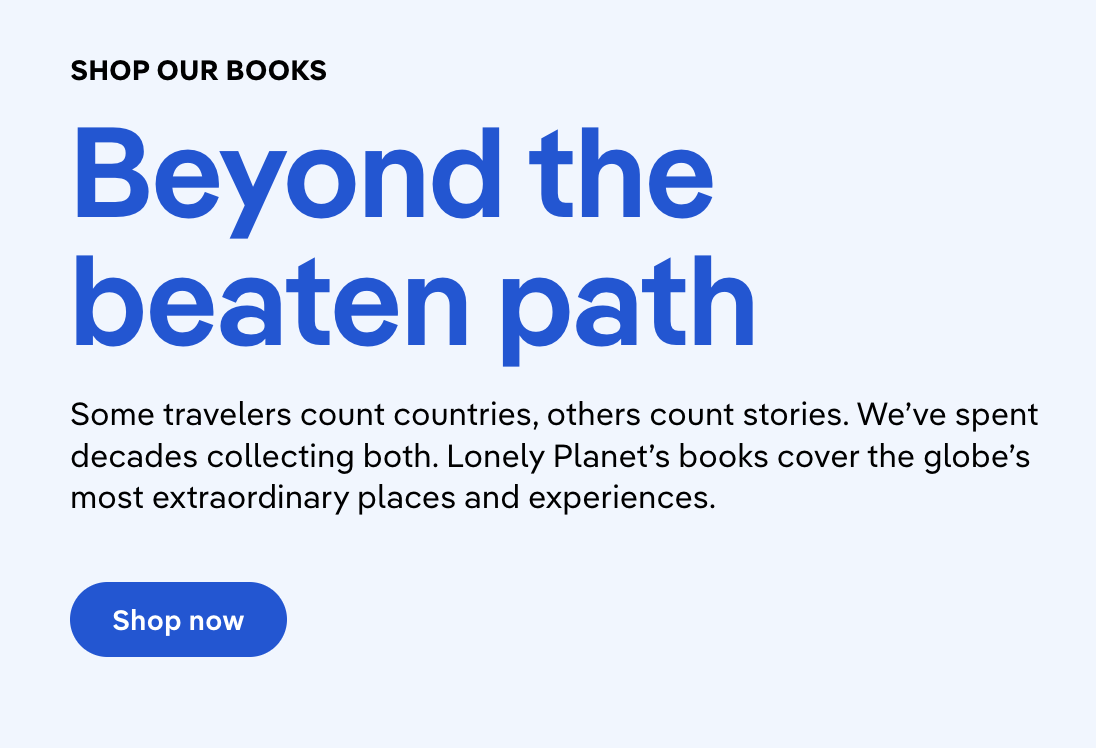 SHOP OUR BOOKS
Beyond the
beaten path
Some travelers count countries, others count stories. We’ve spent
decades collecting both. Lonely Planet’s books cover the globe’s
most extraordinary places and experiences.
Shop now